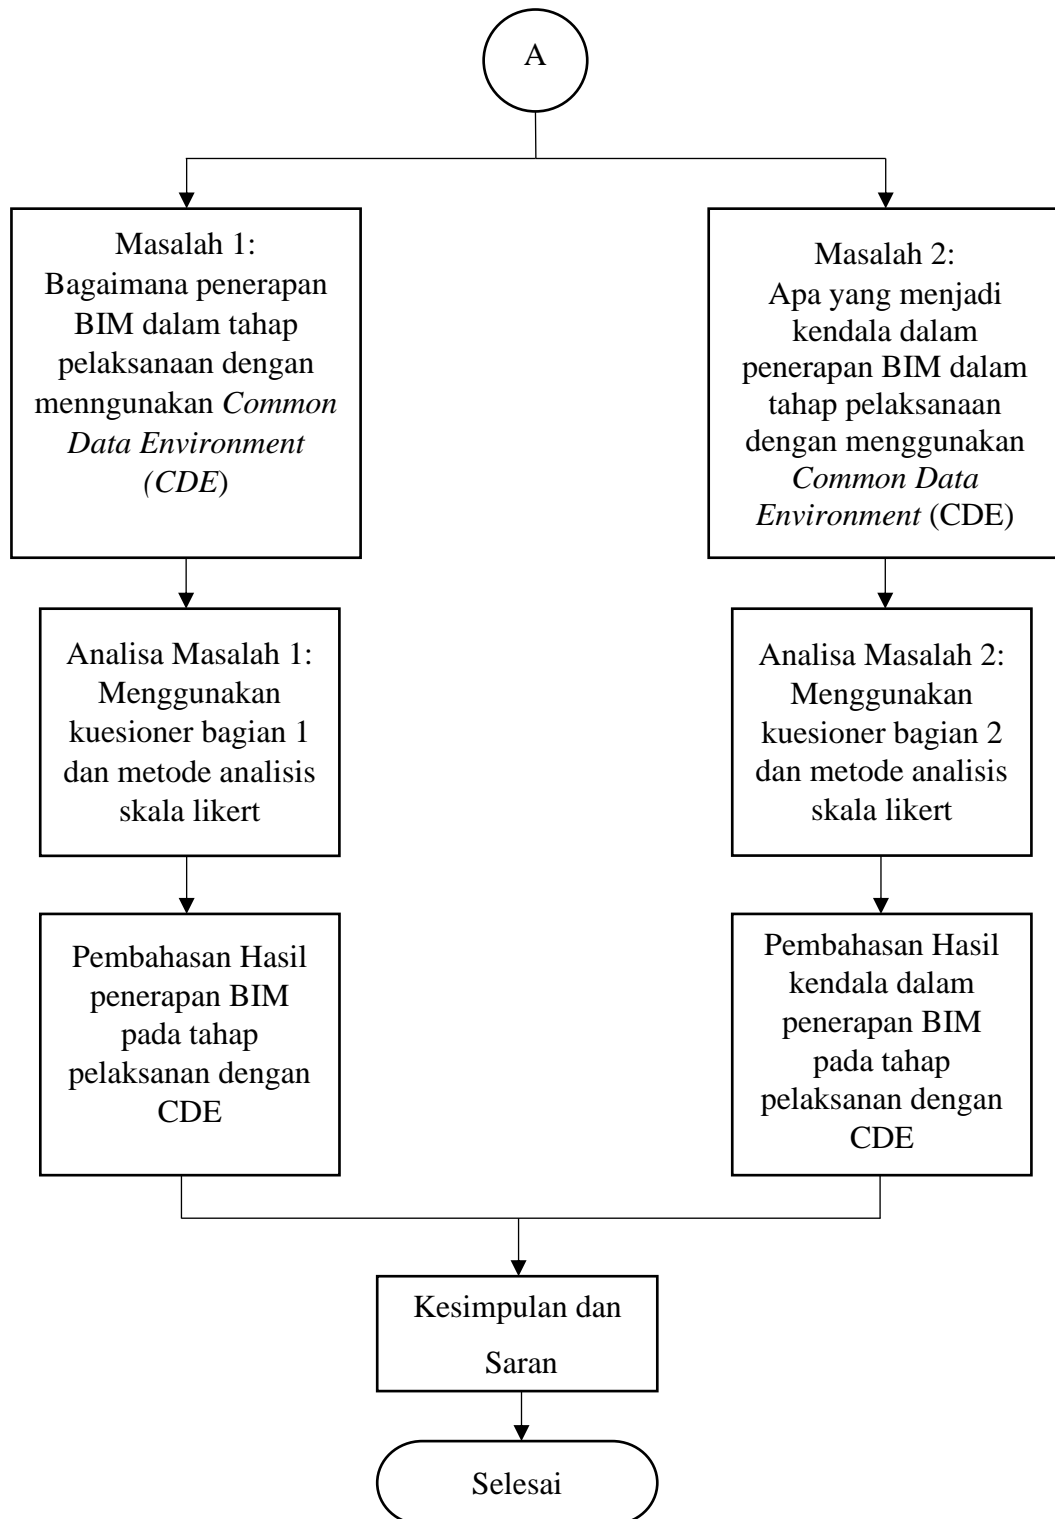 A
Masalah 1:
Bagaimana penerapan
BIM dalam tahap
pelaksanaan dengan
menngunakan Common
Data Environment
(CDE)
Masalah 2:
Apa yang menjadi
kendala dalam
penerapan BIM dalam
tahap pelaksanaan
dengan menggunakan
Common Data
Environment (CDE)
Analisa Masalah 1:
Menggunakan
kuesioner bagian 1
dan metode analisis
skala likert
Analisa Masalah 2:
Menggunakan
kuesioner bagian 2
dan metode analisis
skala likert
Pembahasan Hasil
penerapan BIM
pada tahap
pelaksanan dengan
CDE
Pembahasan Hasil
kendala dalam
penerapan BIM
pada tahap
pelaksanan dengan
CDE
Kesimpulan dan
Saran
Selesai